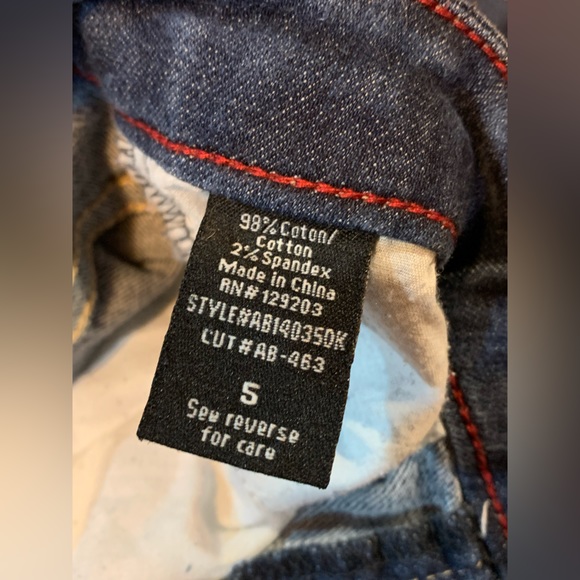 98%Coton/
Cotton
2%Spandex
Made in China
RN#129203
STYLE#AB14035DK
CUT#AB-463
5
See reverse
for care